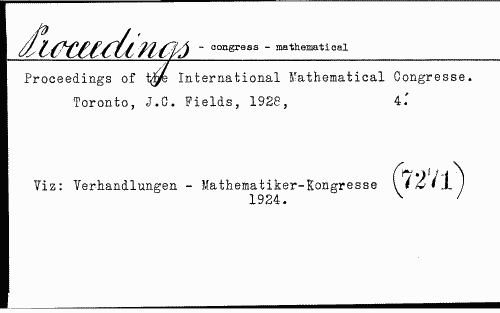 Proceedings - congress - mathematical
Proceedings of the International Mathematical Congresse.
Toronto, J.C. Fields, 1928, 4.
Viz: Verhandlungen - Mathematiker-Kongresse (7271)
1924.